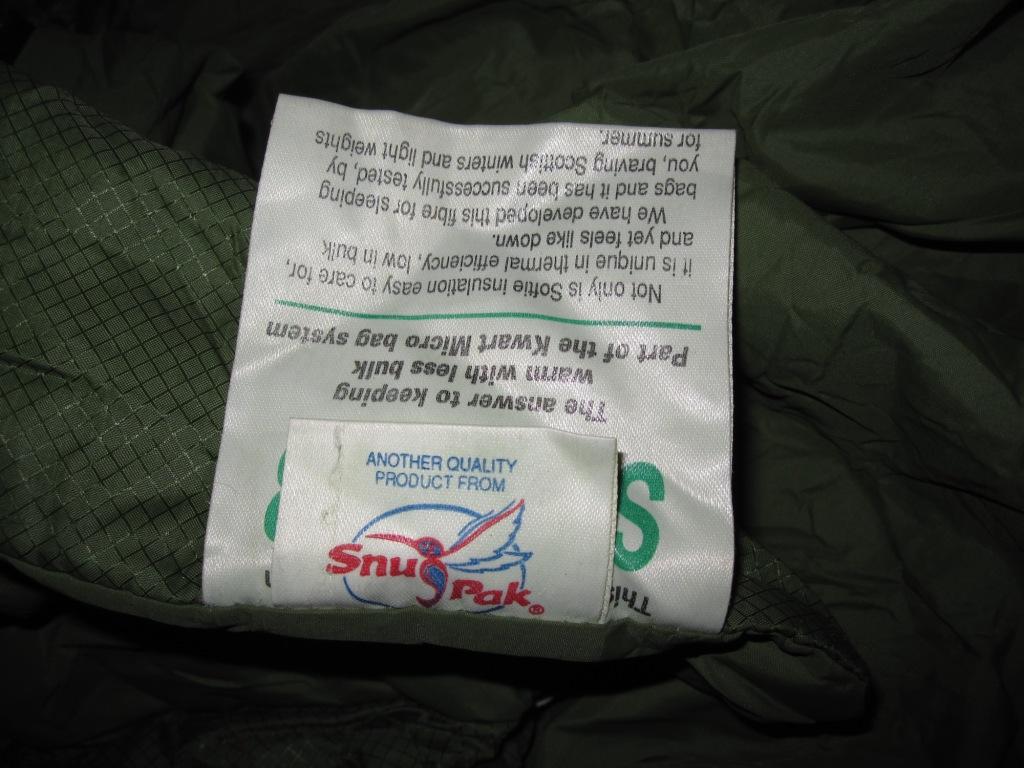 ANOTHER QUALITY
PRODUCT FROM
SnugPak®
This
S
The answer to keeping
warm with less bulk
Part of the Kwart Micro bag system
Not only is Softie insulation easy to care for,
it is unique in thermal efficiency, low in bulk
and yet feels like down.
We have developed this fibre for sleeping
bags and it has been successfully tested, by
you, braving Scottish winters and light weights
for summer.